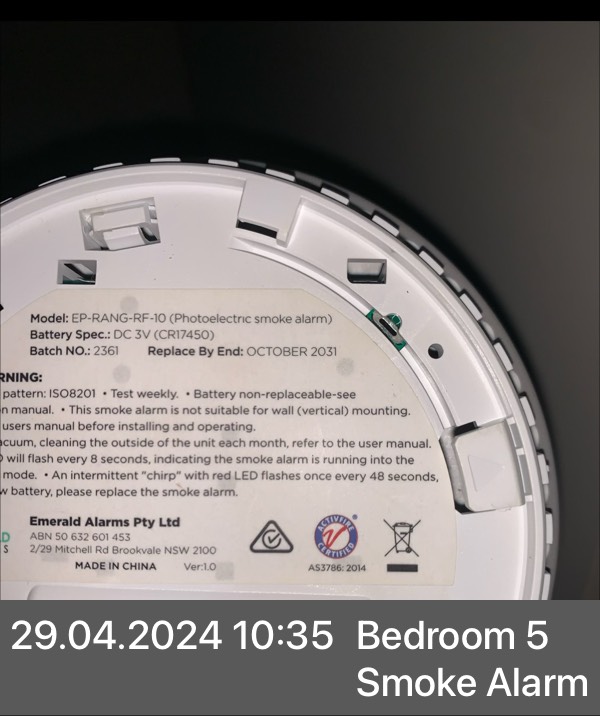 Model: EP-RANG-RF-10 (Photoelectric smoke alarm)
Battery Spec.: DC 3V (CR17450)
Batch NO.: 2361 Replace By End: OCTOBER 2031
RNING:
pattern: ISO8201 • Test weekly. • Battery non-replaceable-see
n manual. • This smoke alarm is not suitable for wall (vertical) mounting.
users manual before installing and operating.
acuum, cleaning the outside of the unit each month, refer to the user manual.
will flash every 8 seconds, indicating the smoke alarm is running into the
mode. • An intermittent "chirp" with red LED flashes once every 48 seconds,
w battery, please replace the smoke alarm.
Emerald Alarms Pty Ltd
D ABN 50 632 601 453
S 2/29 Mitchell Rd Brookvale NSW 2100
MADE IN CHINA Ver:1.0
ACTIVFIRE
CERTIFIED
AS3786: 2014
29.04.2024 10:35 Bedroom 5
Smoke Alarm